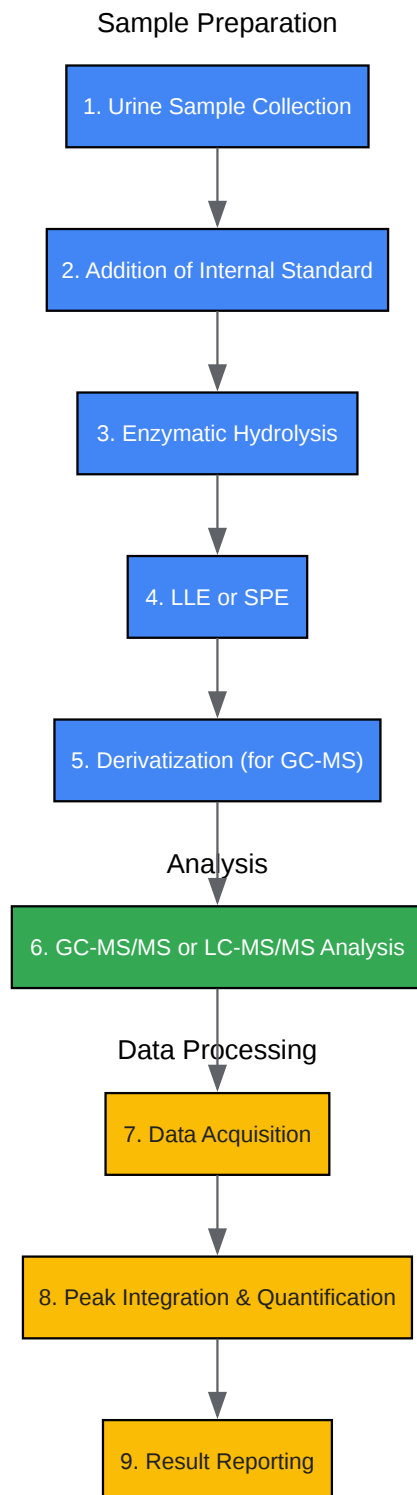 Sample Preparation
1. Urine Sample Collection
2. Addition of Internal Standard
3. Enzymatic Hydrolysis
4. LLE or SPE
5. Derivatization (for GC-MS)
Analysis
6. GC-MS/MS or LC-MS/MS Analysis
Data Processing
7. Data Acquisition
8. Peak Integration & Quantification
9. Result Reporting